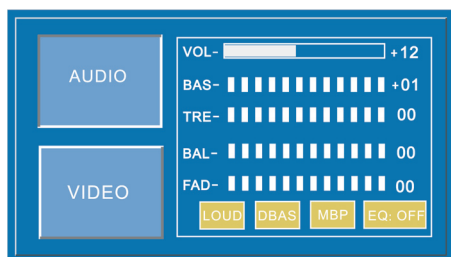 AUDIO
VIDEO
VOL- +12
BAS- +01
TRE- 00
BAL- 00
FAD- 00
LOUD DBAS MBP EQ: OFF